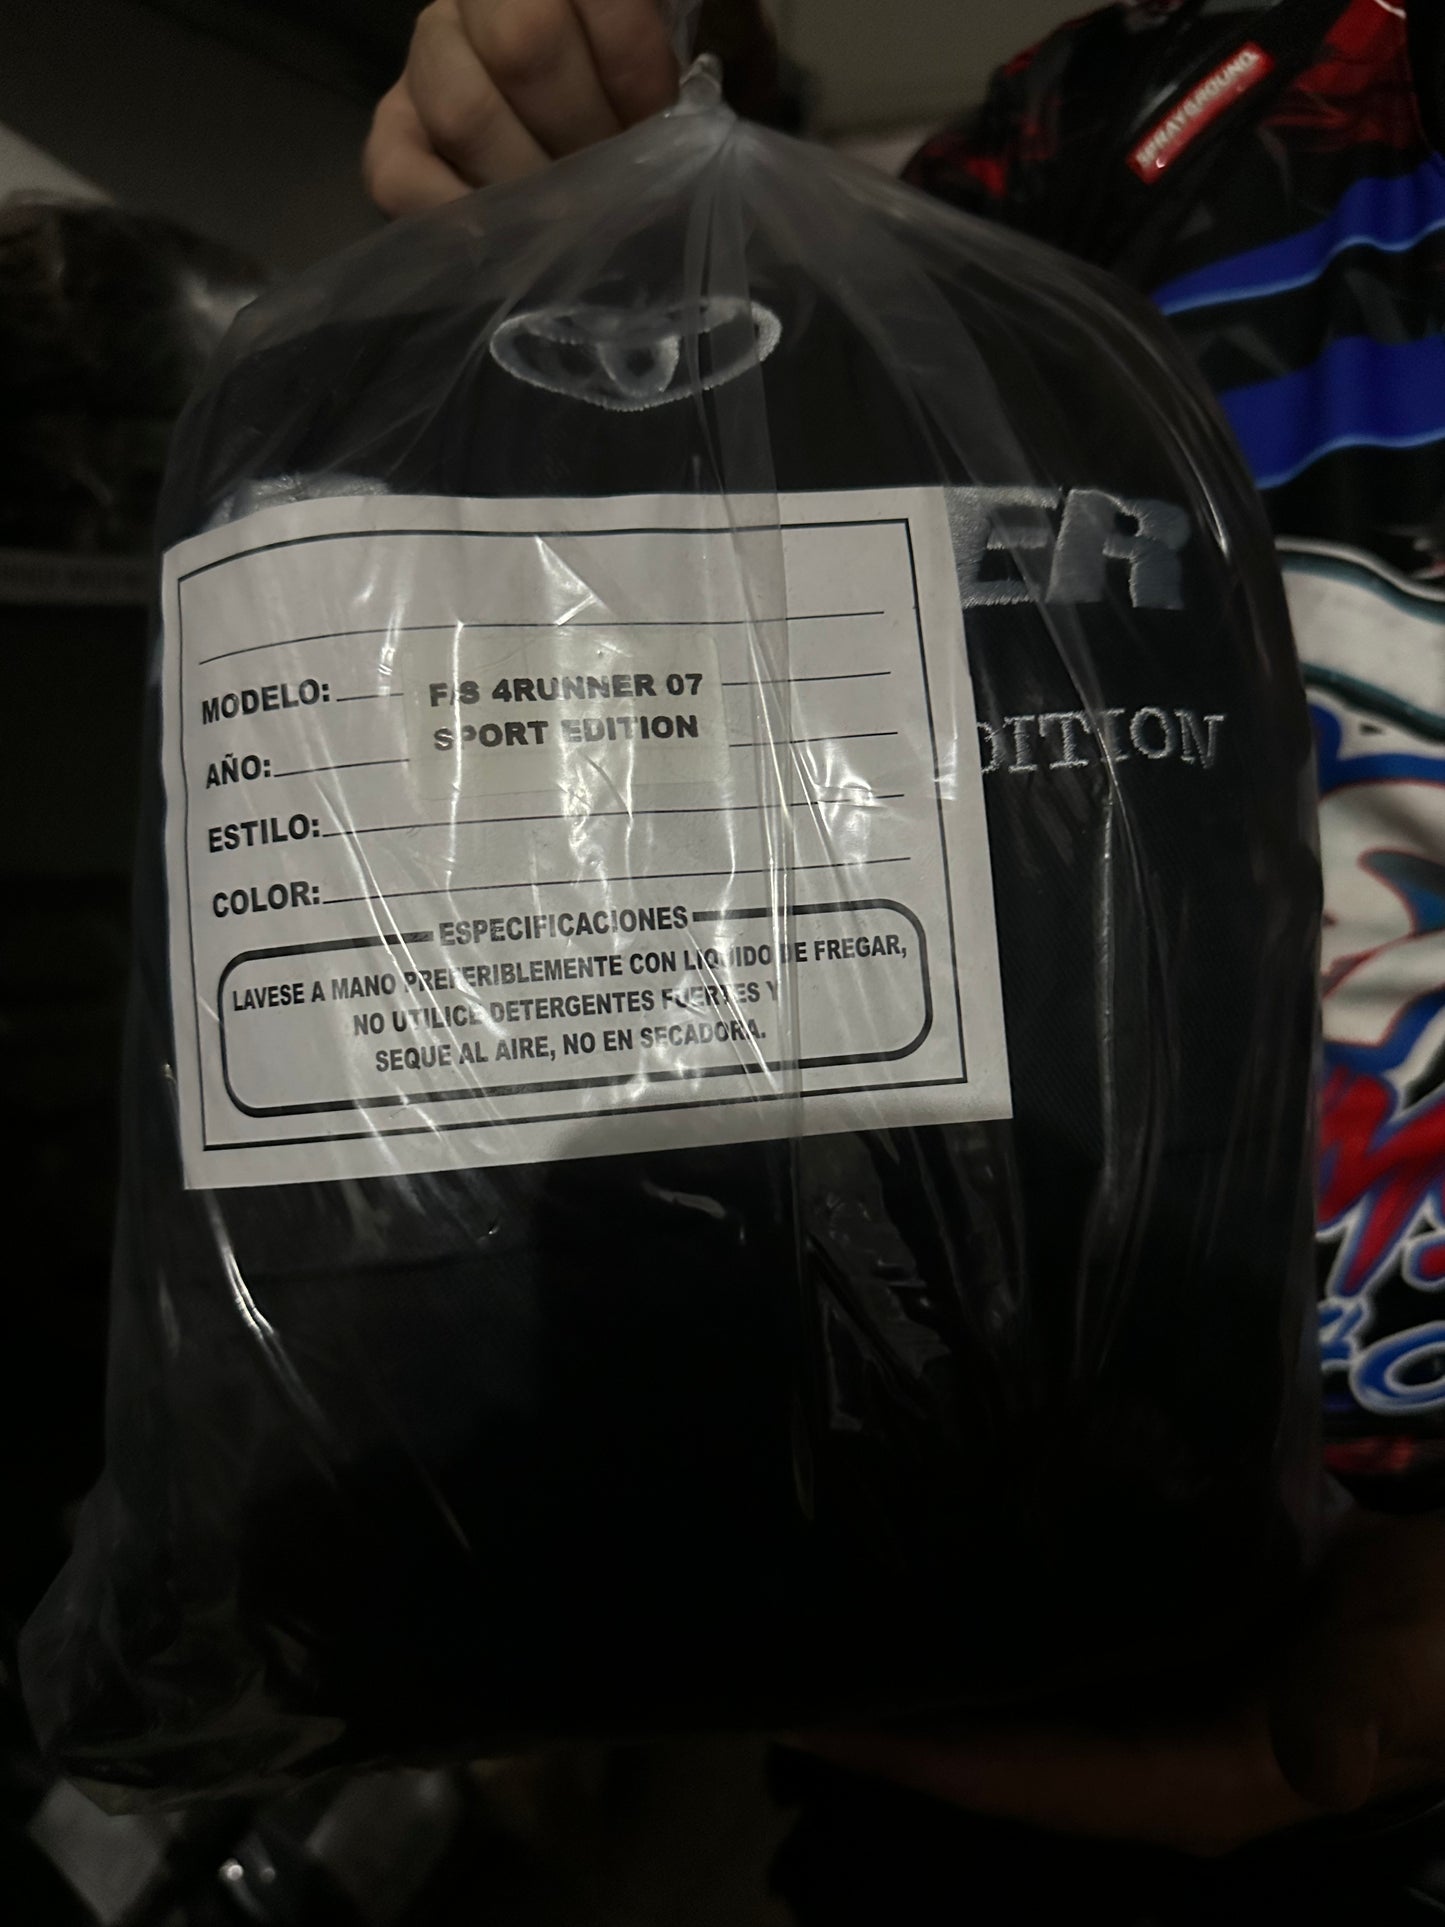 SPRAYGROUND.
ER
MODELO: F/S 4RUNNER 07
SPORT EDITION
DITION
AÑO:
ESTILO:
COLOR:
ESPECIFICACIONES
LAVESE A MANO PREFERIBLEMENTE CON LIQUIDO DE FREGAR,
NO UTILICE DETERGENTES FUERTES Y
SEQUE AL AIRE, NO EN SECADORA.